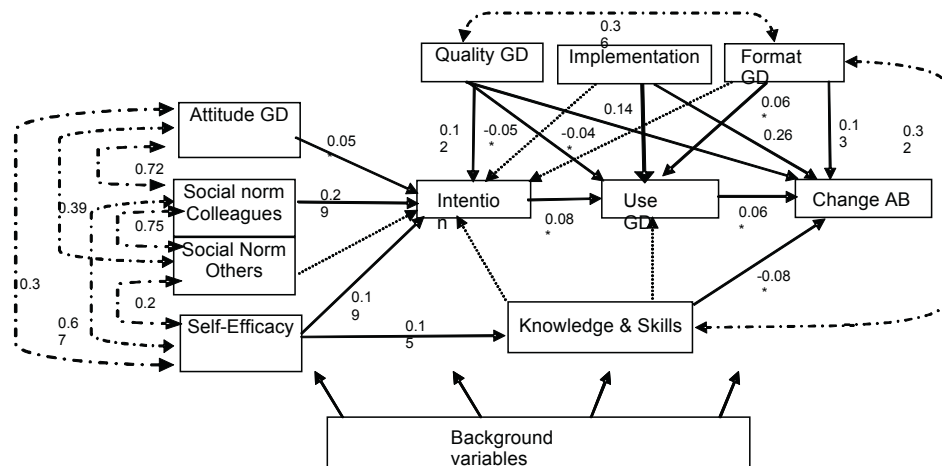 0.3
6
Quality GD
Implementation
Format
GD
Attitude GD
0.05
*
0.1
2
-0.05
*
-0.04
*
0.14
0.06
*
0.26
0.1
3
0.3
2
0.72
Social norm
Colleagues
0.2
9
Intentio
n
0.08
*
Use
GD
0.06
*
Change AB
0.39
0.75
Social Norm
Others
0.3
0.6
7
0.2
Self-Efficacy
0.1
9
0.1
5
Knowledge & Skills
-0.08
*
Background
variables